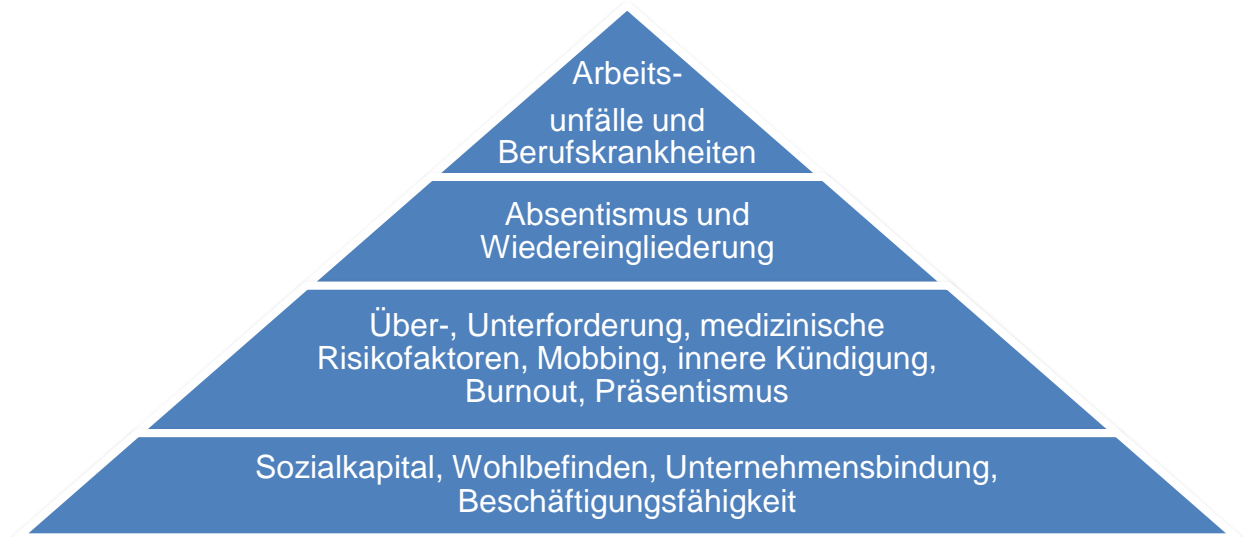 Arbeits-
unfälle und
Berufskrankheiten
Absentismus und
Wiedereingliederung
Über-, Unterforderung, medizinische
Risikofaktoren, Mobbing, innere Kündigung,
Burnout, Präsentismus
Sozialkapital, Wohlbefinden, Unternehmensbindung,
Beschäftigungsfähigkeit